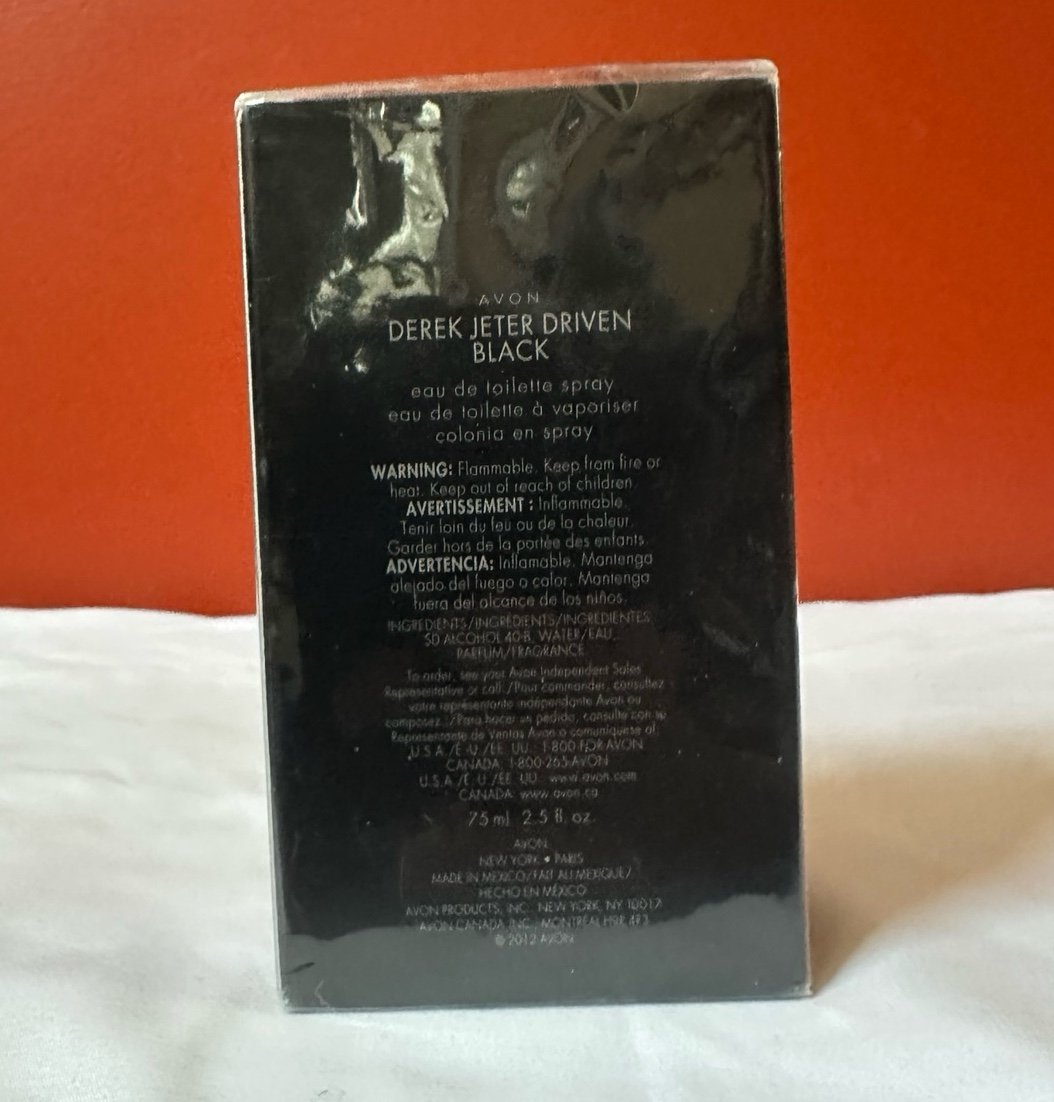 AVON
DEREK JETER DRIVEN
BLACK
eau de toilette spray
eau de toilette à vaporiser
colonia en spray
WARNING: Flammable. Keep from fire or
heat. Keep out of reach of children.
AVERTISSEMENT : Inflammable.
Tenir loin du feu ou de la chaleur.
Garder hors de la portée des enfants.
ADVERTENCIA: Inflamable. Mantenga
alejado del fuego o calor. Mantenga
fuera del alcance de los niños.
INGREDIENTS/INGRÉDIENTS/INGREDIENTES:
SD ALCOHOL 40-B, WATER/EAU,
PARFUM/FRAGRANCE.
To order, see your Avon Independent Sales
Representative or call:/Pour commander, consultez
votre représentante indépendante Avon ou
composez :/Para hacer un pedido, consulte con su
Representante de Ventas Avon o comuníquese al:
U.S.A./É.-U./EE. UU.: 1-800-FOR-AVON
CANADA: 1-800-265-AVON
U.S.A./É.-U./EE. UU.: www.avon.com
CANADA: www.avon.ca
75 ml 2.5 fl. oz.
AVON
NEW YORK • PARIS
MADE IN MEXICO/FAIT AU MEXIQUE/
HECHO EN MÉXICO
AVON PRODUCTS, INC. NEW YORK, NY 10017
AVON CANADA INC., MONTRÉAL H9R 4R3
© 2012 AVON